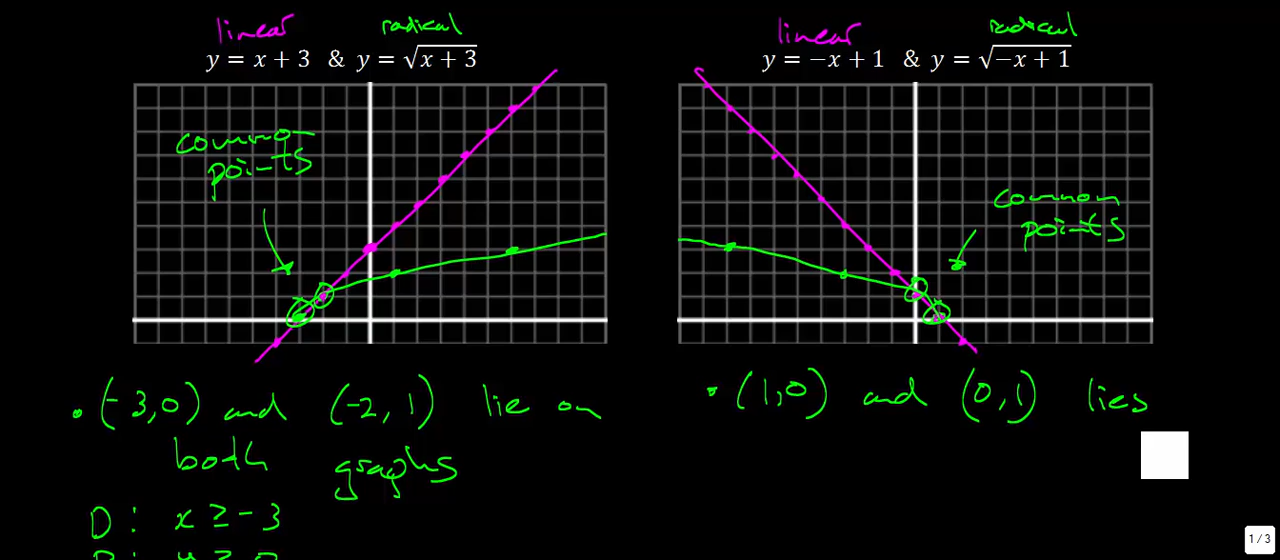 linear radical
y = x + 3 & y = √(x + 3)
common points
• (-3,0) and (-2, 1) lie on
both graphs
D : x ≥ -3
linear radical
y = −x + 1 & y = √(−x + 1)
common points
• (1,0) and (0,1) lies
1 / 3